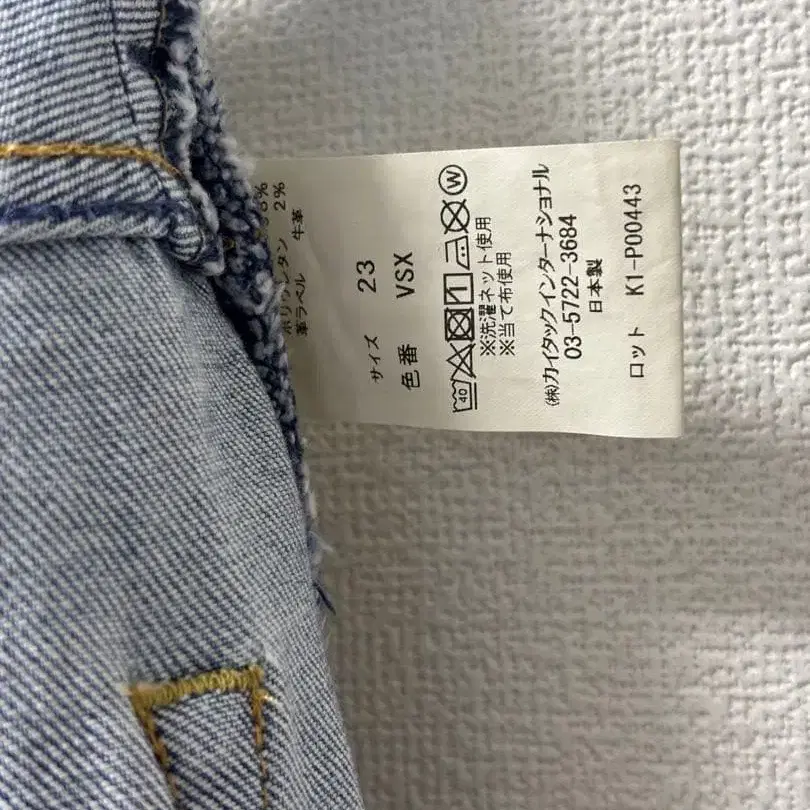 8%
ポリウレタン 2%
革ラベル 牛革
サイズ 23
色番 VSX
40 1 W
※洗濯ネット使用
※当て布使用
(株)カイタックインターナショナル
03-5722-3684
日本製
ロット K1-P00443